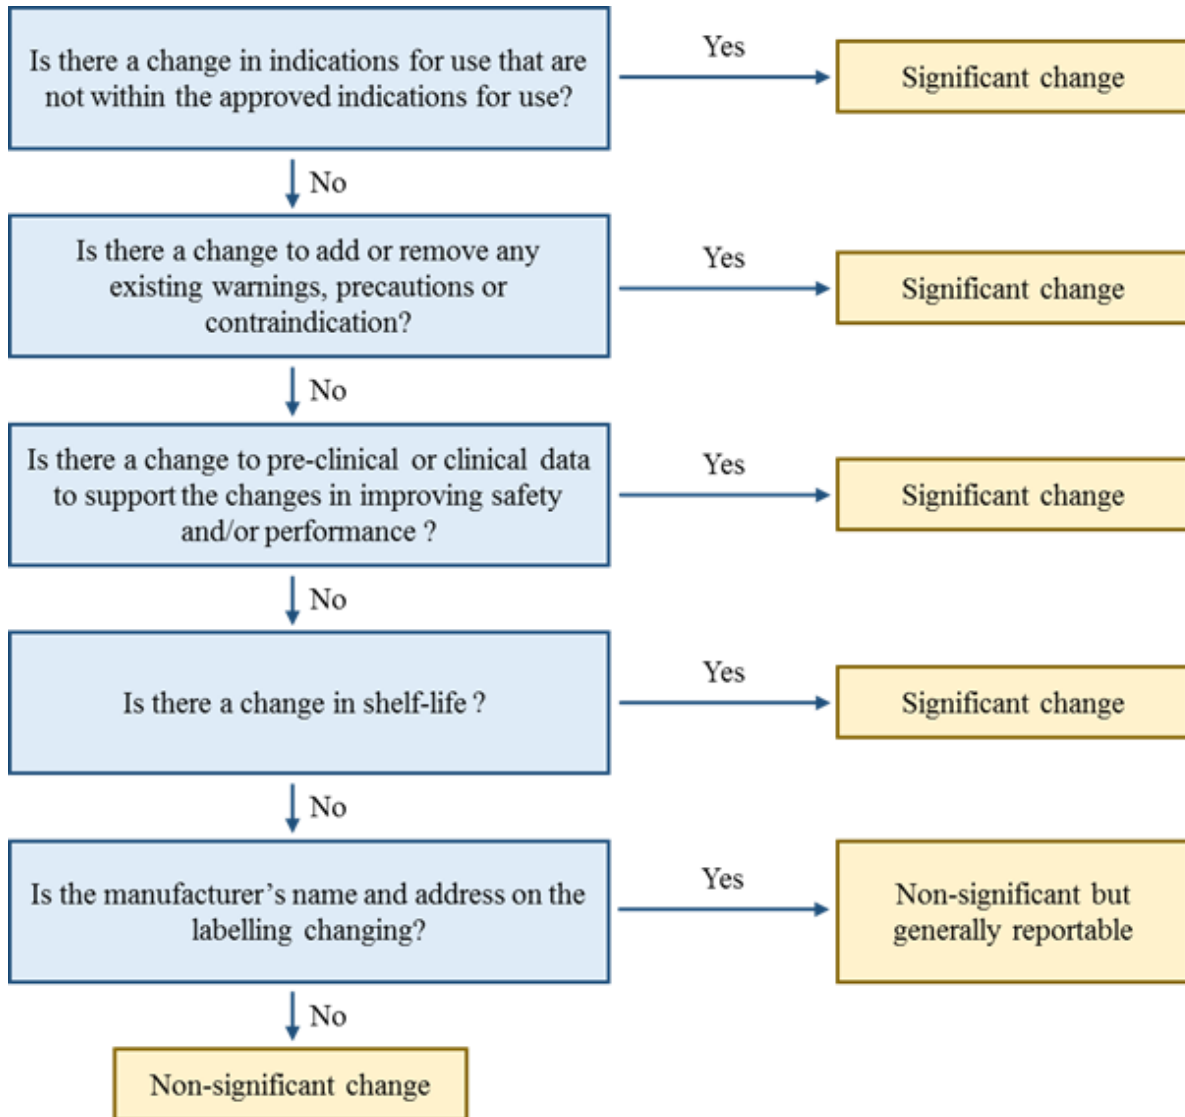 Is there a change in indications for use that are
not within the approved indications for use?
Yes
Significant change
No
Is there a change to add or remove any
existing warnings, precautions or
contraindication?
Yes
Significant change
No
Is there a change to pre-clinical or clinical data
to support the changes in improving safety
and/or performance ?
Yes
Significant change
No
Is there a change in shelf-life ?
Yes
Significant change
No
Is the manufacturer’s name and address on the
labelling changing?
Yes
Non-significant but
generally reportable
No
Non-significant change